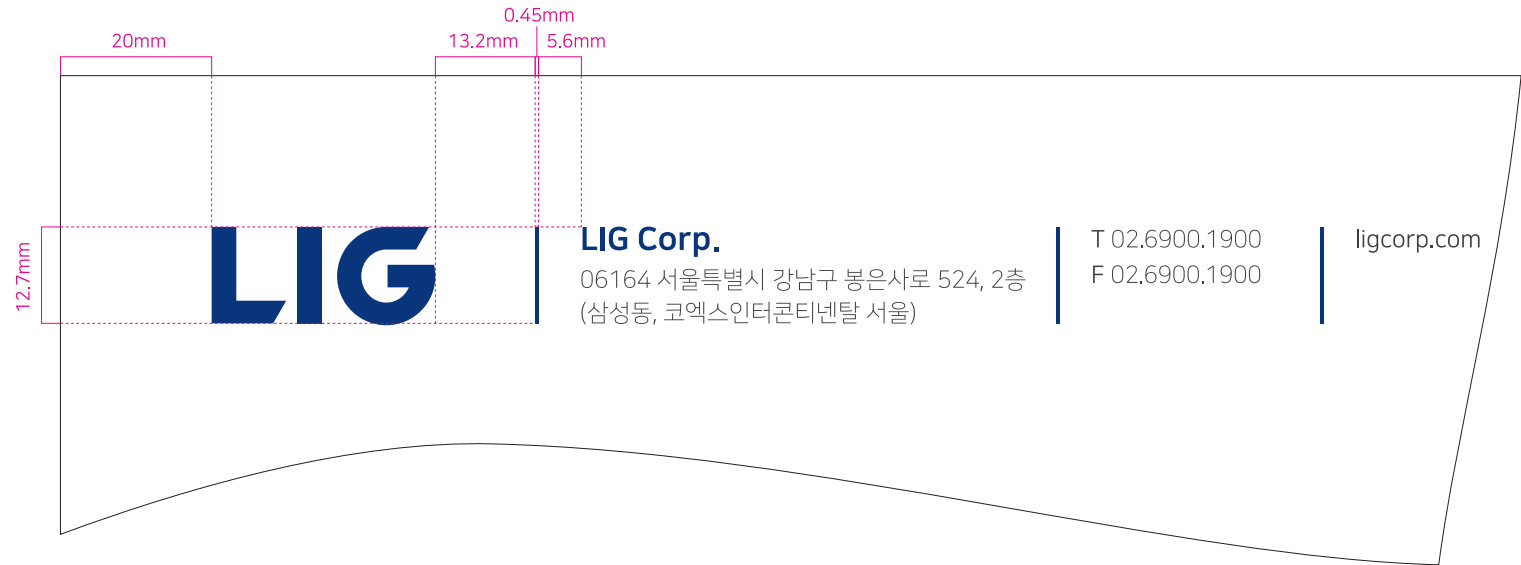 0.45mm
20mm
13.2mm
5.6mm
12.7mm
LIG
LIG Corp.
06164 서울특별시 강남구 봉은사로 524, 2층
(삼성동, 코엑스인터콘티넨탈 서울)
T 02.6900.1900
F 02.6900.1900
ligcorp.com